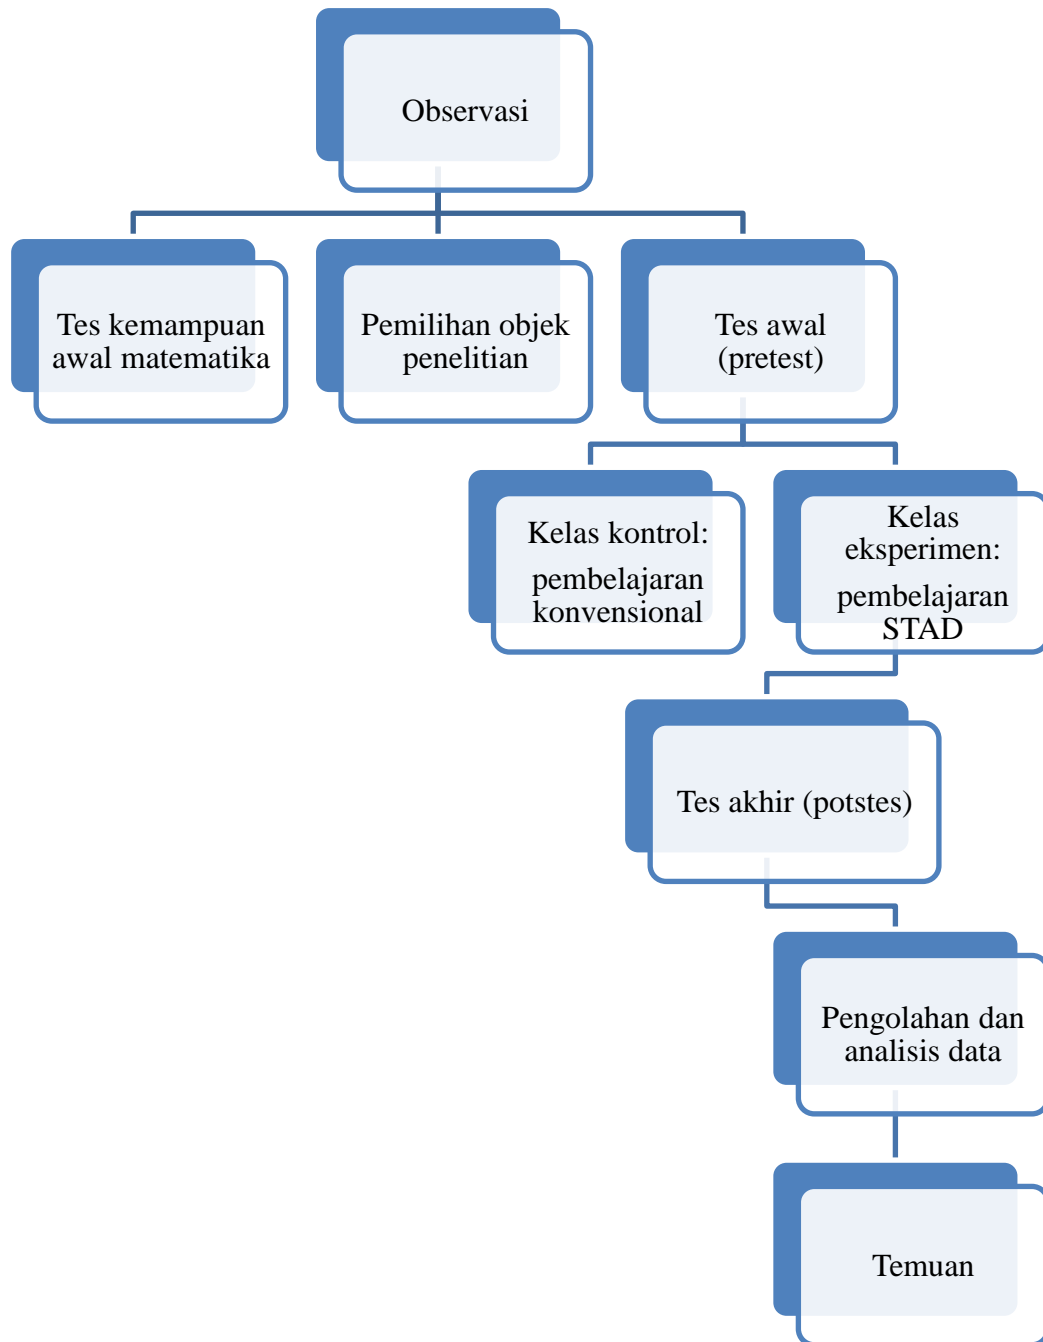 Observasi
Tes kemampuan
awal matematika
Pemilihan objek
penelitian
Tes awal
(pretest)
Kelas kontrol:
pembelajaran
konvensional
Kelas
eksperimen:
pembelajaran
STAD
Tes akhir (potstes)
Pengolahan dan
analisis data
Temuan